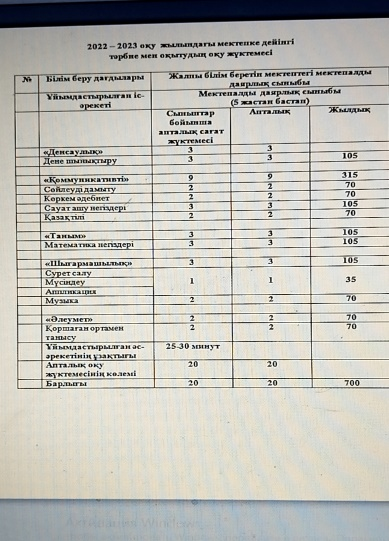 2022 – 2023 оқу жылындағы мектепке дейінгі
тәрбие мен оқытудың оқу жүктемесі
№ Білім беру дағдылары Жалпы білім беретін мектептегі мектепалды
даярлық сыныбы
Ұйымдастырылған іс-
әрекеті
Мектепалды даярлық сыныбы
(5 жастан бастап)
Сыныптар
бойынша
апталық сағат
жүктемесі
Апталық Жылдық
«Денсаулық» 3 3
Дене шынықтыру 3 3 105
«Коммуникативті» 9 9 315
Сөйлеуді дамыту 2 2 70
Көркем әдебиет 2 2 70
Сауат ашу негіздері 3 3 105
Қазақ тілі 2 2 70
«Таным» 3 3 105
Математика негіздері 3 3 105
«Шығармашылық» 3 3 105
Сурет салу
Мүсіндеу 1 1 35
Аппликация
Музыка 2 2 70
«Әлеумет» 2 2 70
Қоршаған ортамен
танысу 2 2 70
Ұйымдастырылған әс-
әрекетінің ұзақтығы 25-30 минут
Апталық оқу
жүктемесінің көлемі 20 20
Барлығы 20 20 700
Активация Windows